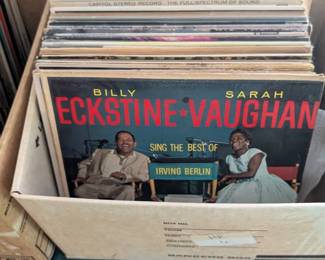 CAPITOL STEREO RECORD - THE FULL SPECTRUM OF SOUND
BILLY SARAH
ECKSTINE • VAUGHAN
SING THE BEST OF
IRVING BERLIN